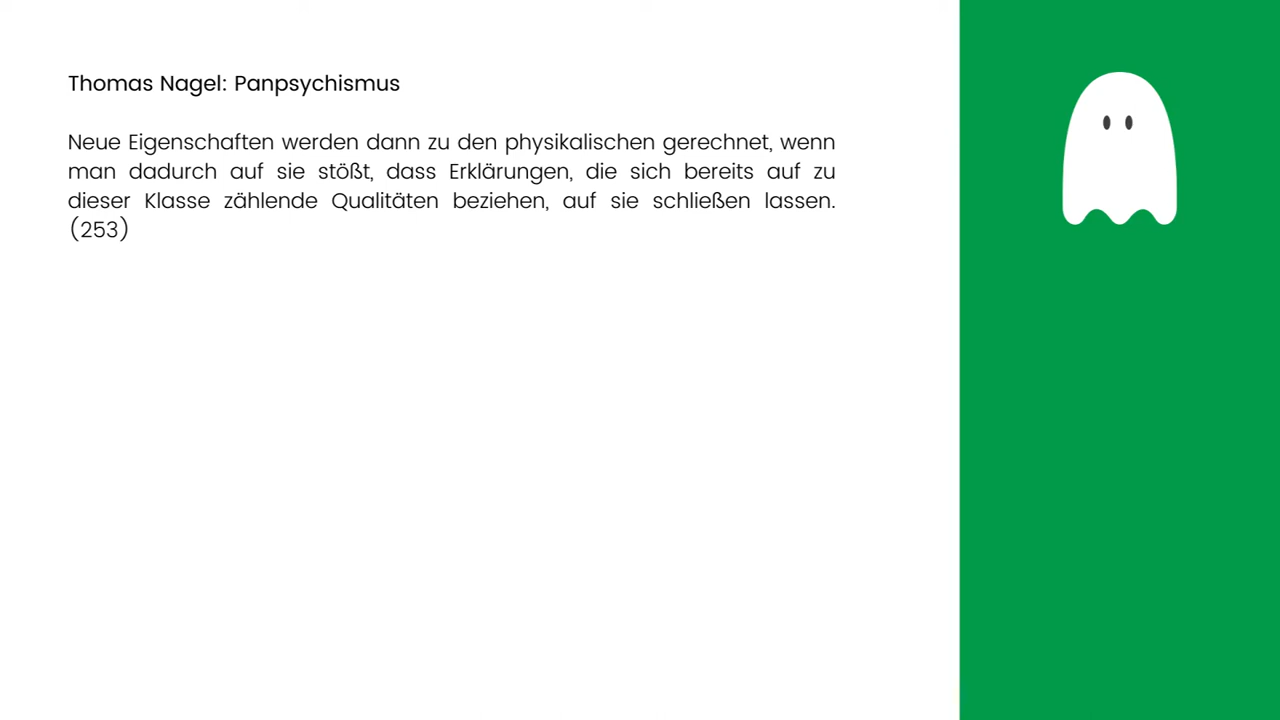 Thomas Nagel: Panpsychismus
Neue Eigenschaften werden dann zu den physikalischen gerechnet, wenn
man dadurch auf sie stößt, dass Erklärungen, die sich bereits auf zu
dieser Klasse zählende Qualitäten beziehen, auf sie schließen lassen.
(253)